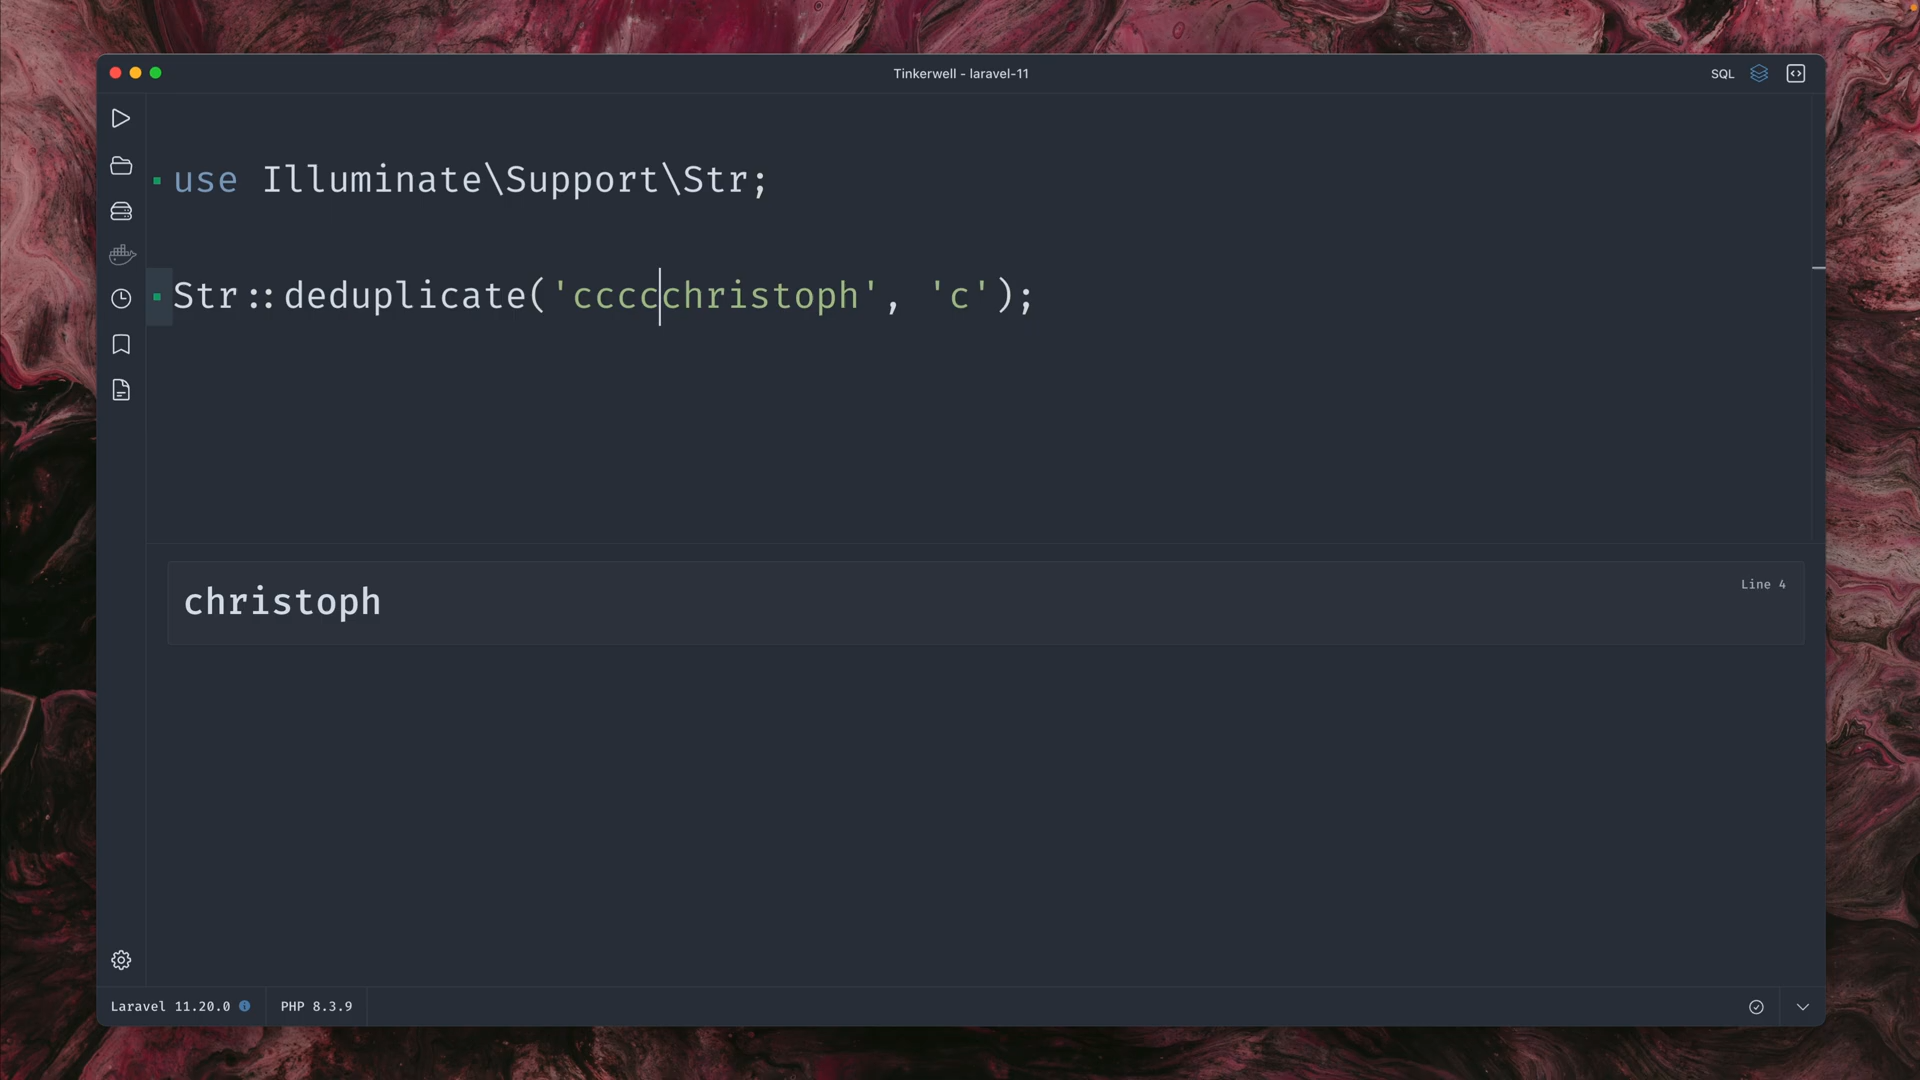 Tinkerwell - laravel-11
SQL
use Illuminate\Support\Str;
Str::deduplicate('ccccchristoph', 'c');
christoph
Line 4
Laravel 11.20.0
PHP 8.3.9